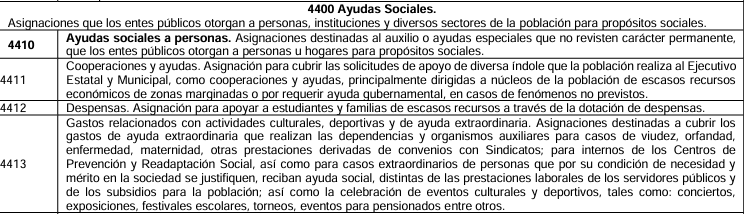 4400 Ayudas Sociales.
Asignaciones que los entes públicos otorgan a personas, instituciones y diversos sectores de la población para propósitos sociales.
4410 Ayudas sociales a personas. Asignaciones destinadas al auxilio o ayudas especiales que no revisten carácter permanente,
que los entes públicos otorgan a personas u hogares para propósitos sociales.
Cooperaciones y ayudas. Asignación para cubrir las solicitudes de apoyo de diversa índole que la población realiza al Ejecutivo
4411 Estatal y Municipal, como cooperaciones y ayudas, principalmente dirigidas a núcleos de la población de escasos recursos
económicos de zonas marginadas o por requerir ayuda gubernamental, en casos de fenómenos no previstos.
4412 Despensas. Asignación para apoyar a estudiantes y familias de escasos recursos a través de la dotación de despensas.
Gastos relacionados con actividades culturales, deportivas y de ayuda extraordinaria. Asignaciones destinadas a cubrir los
gastos de ayuda extraordinaria que realizan las dependencias y organismos auxiliares para casos de viudez, orfandad,
enfermedad, maternidad, otras prestaciones derivadas de convenios con Sindicatos; para internos de los Centros de
4413 Prevención y Readaptación Social, así como para casos extraordinarios de personas que por su condición de necesidad y
mérito en la sociedad se justifiquen, reciban ayuda social, distintas de las prestaciones laborales de los servidores públicos y
de los subsidios para la población; así como la celebración de eventos culturales y deportivos, tales como: conciertos,
exposiciones, festivales escolares, torneos, eventos para pensionados entre otros.